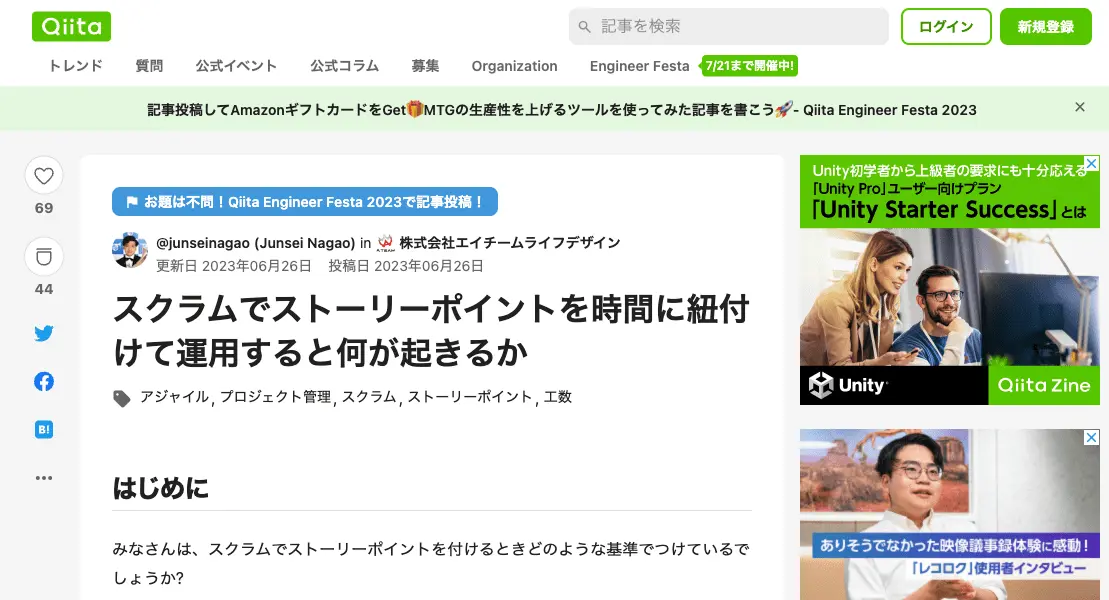 Qiita
記事を検索
ログイン
新規登録
トレンド 質問 公式イベント 公式コラム 募集 Organization Engineer Festa 7/21まで開催中!
記事投稿してAmazonギフトカードをGet🎁MTGの生産性を上げるツールを使ってみた記事を書こう🚀- Qiita Engineer Festa 2023
69
44
B!
お題は不問！Qiita Engineer Festa 2023で記事投稿！
@junseinagao (Junsei Nagao) in 株式会社エイチームライフデザイン
更新日 2023年06月26日 投稿日 2023年06月26日
スクラムでストーリーポイントを時間に紐付
けて運用すると何が起きるか
アジャイル, プロジェクト管理, スクラム, ストーリーポイント, 工数
はじめに
みなさんは、スクラムでストーリーポイントを付けるときどのような基準でつけているで
しょうか?
Unity初学者から上級者の要求にも十分応える
「Unity Pro」ユーザー向けプラン
「Unity Starter Success」とは
Unity
Qiita Zine
ありそうでなかった映像議事録体験に感動！
「レコロク」使用者インタビュー